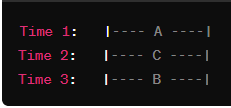 Time 1:   |---- A ----|
Time 2:   |---- C ----|
Time 3:   |---- B ----|